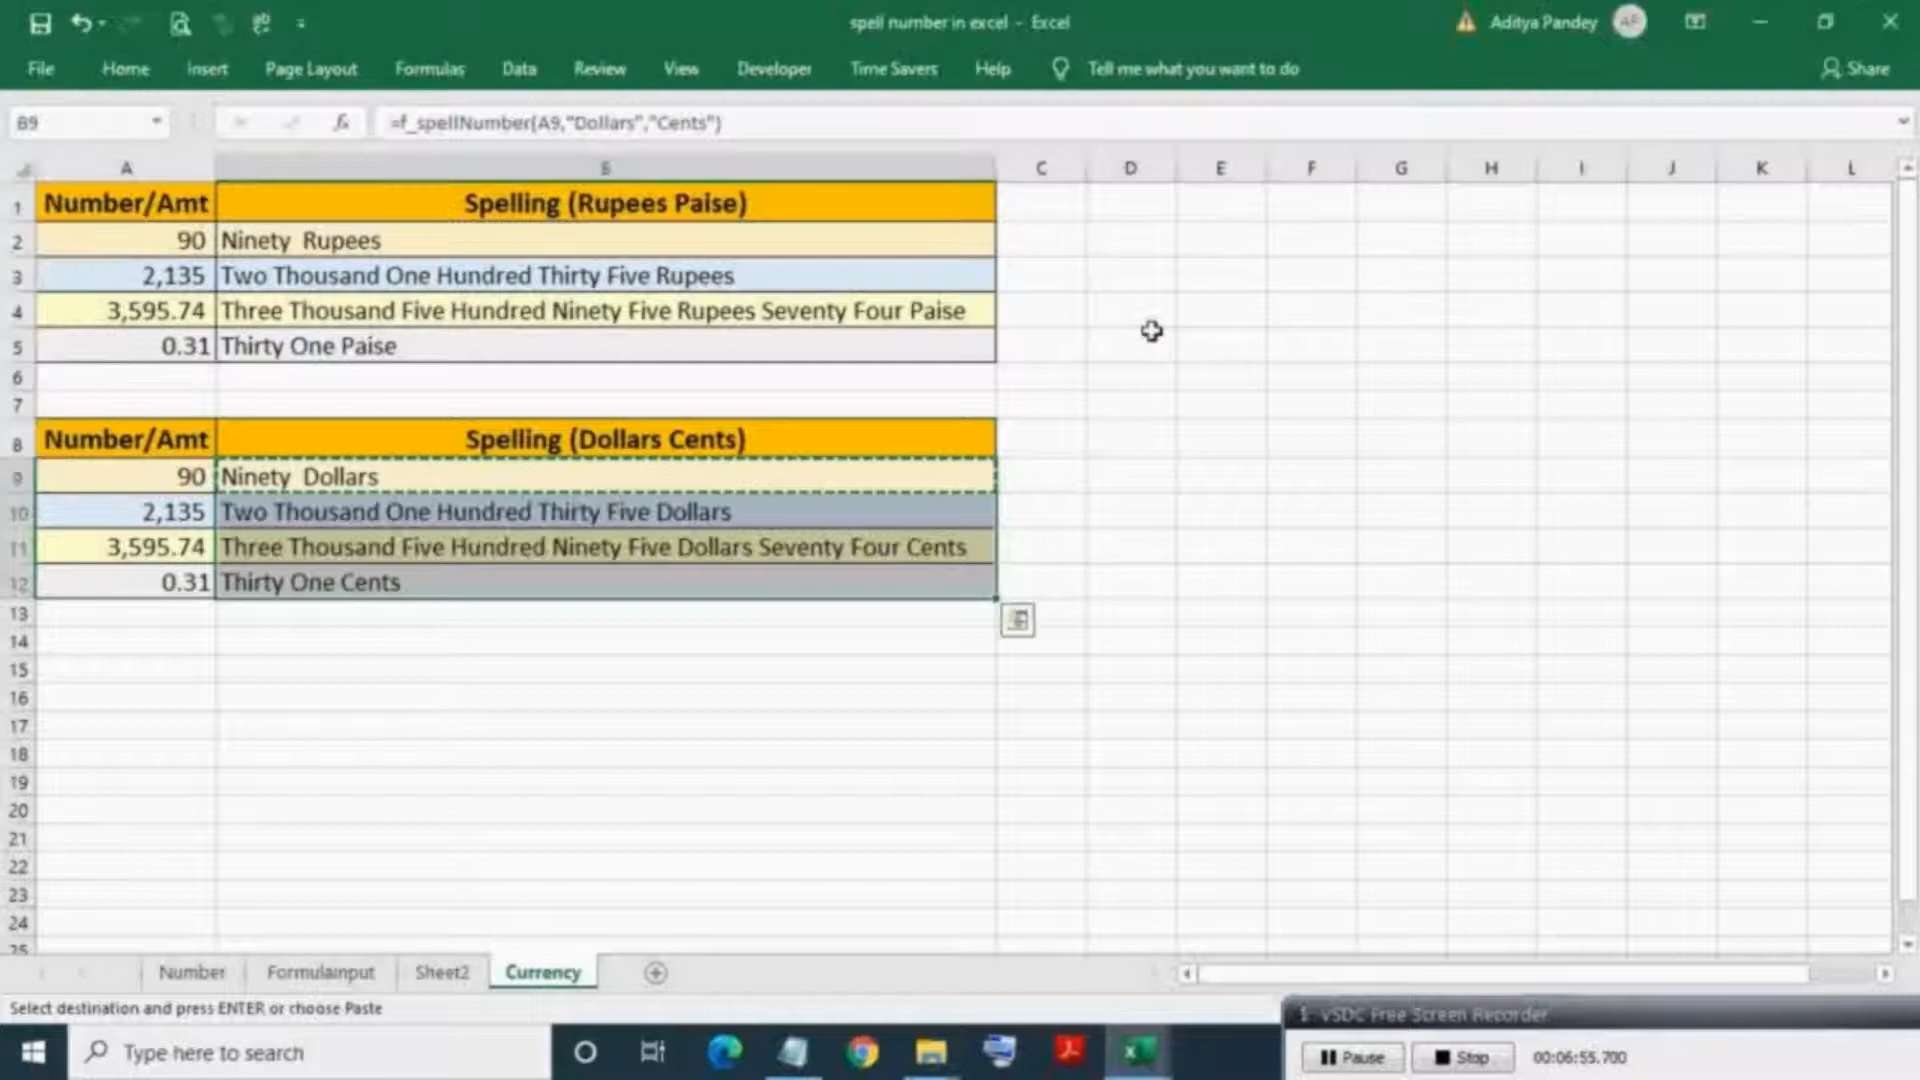 spell number in excel - Excel
Aditya Pandey
AP
File Home Insert Page Layout Formulas Data Review View Developer Time Savers Help Tell me what you want to do Share
B9 fx =f_spellNumber(A9,"Dollars","Cents")
A B C D E F G H I J K L
1 Number/Amt Spelling (Rupees Paise)
2 90 Ninety Rupees
3 2,135 Two Thousand One Hundred Thirty Five Rupees
4 3,595.74 Three Thousand Five Hundred Ninety Five Rupees Seventy Four Paise
5 0.31 Thirty One Paise
6
7
8 Number/Amt Spelling (Dollars Cents)
9 90 Ninety Dollars
10 2,135 Two Thousand One Hundred Thirty Five Dollars
11 3,595.74 Three Thousand Five Hundred Ninety Five Dollars Seventy Four Cents
12 0.31 Thirty One Cents
13
14
15
16
17
18
19
20
21
22
23
24
25
Number Formulainput Sheet2 Currency
Select destination and press ENTER or choose Paste
VSDC Free Screen Recorder
Type here to search
Pause Stop 00:06:55.700